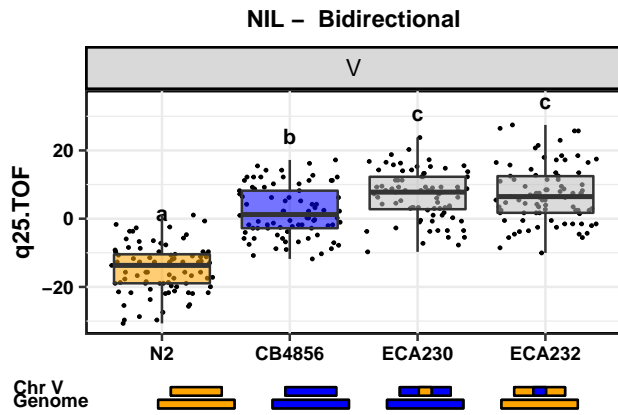 NIL – Bidirectional
V
q25.TOF
20
0
−20
a
b
c
c
N2 CB4856 ECA230 ECA232
Chr V
Genome